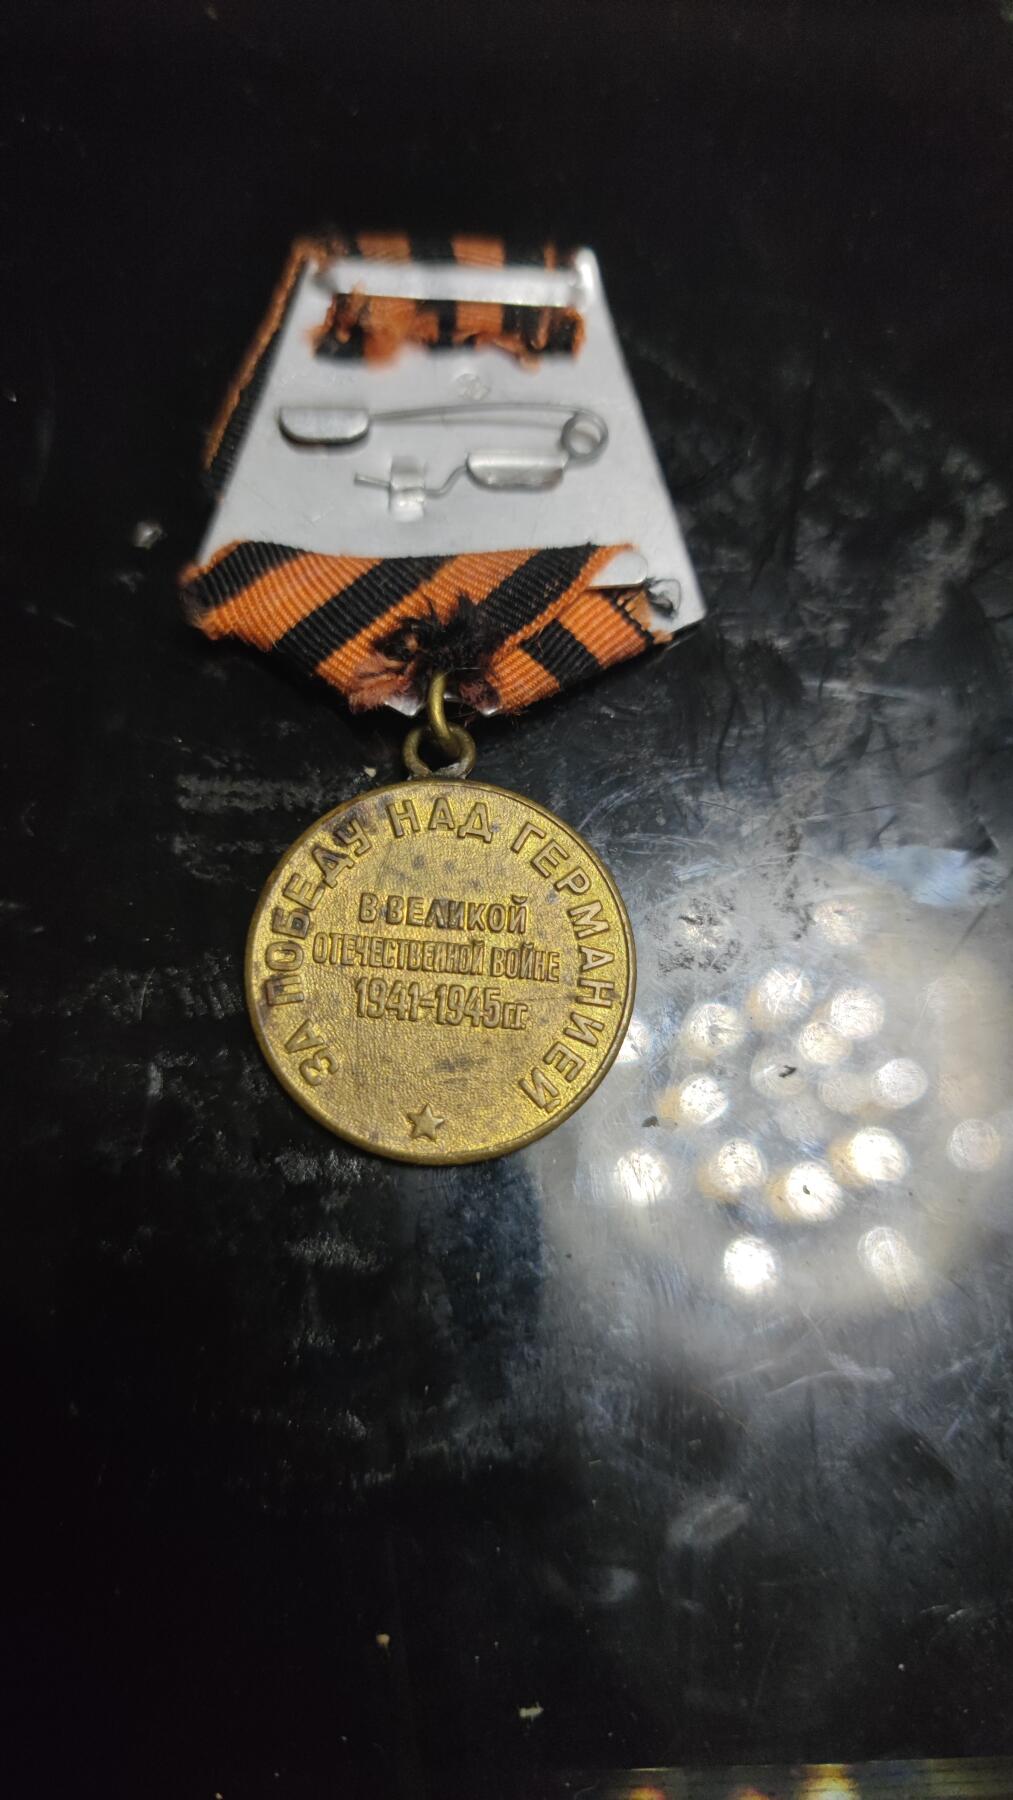 ЗА ПОБЕДУ НАД ГЕРМАНИЕЙ
В ВЕЛИКОЙ
ОТЕЧЕСТВЕННОЙ ВОЙНЕ
1941-1945 гг.